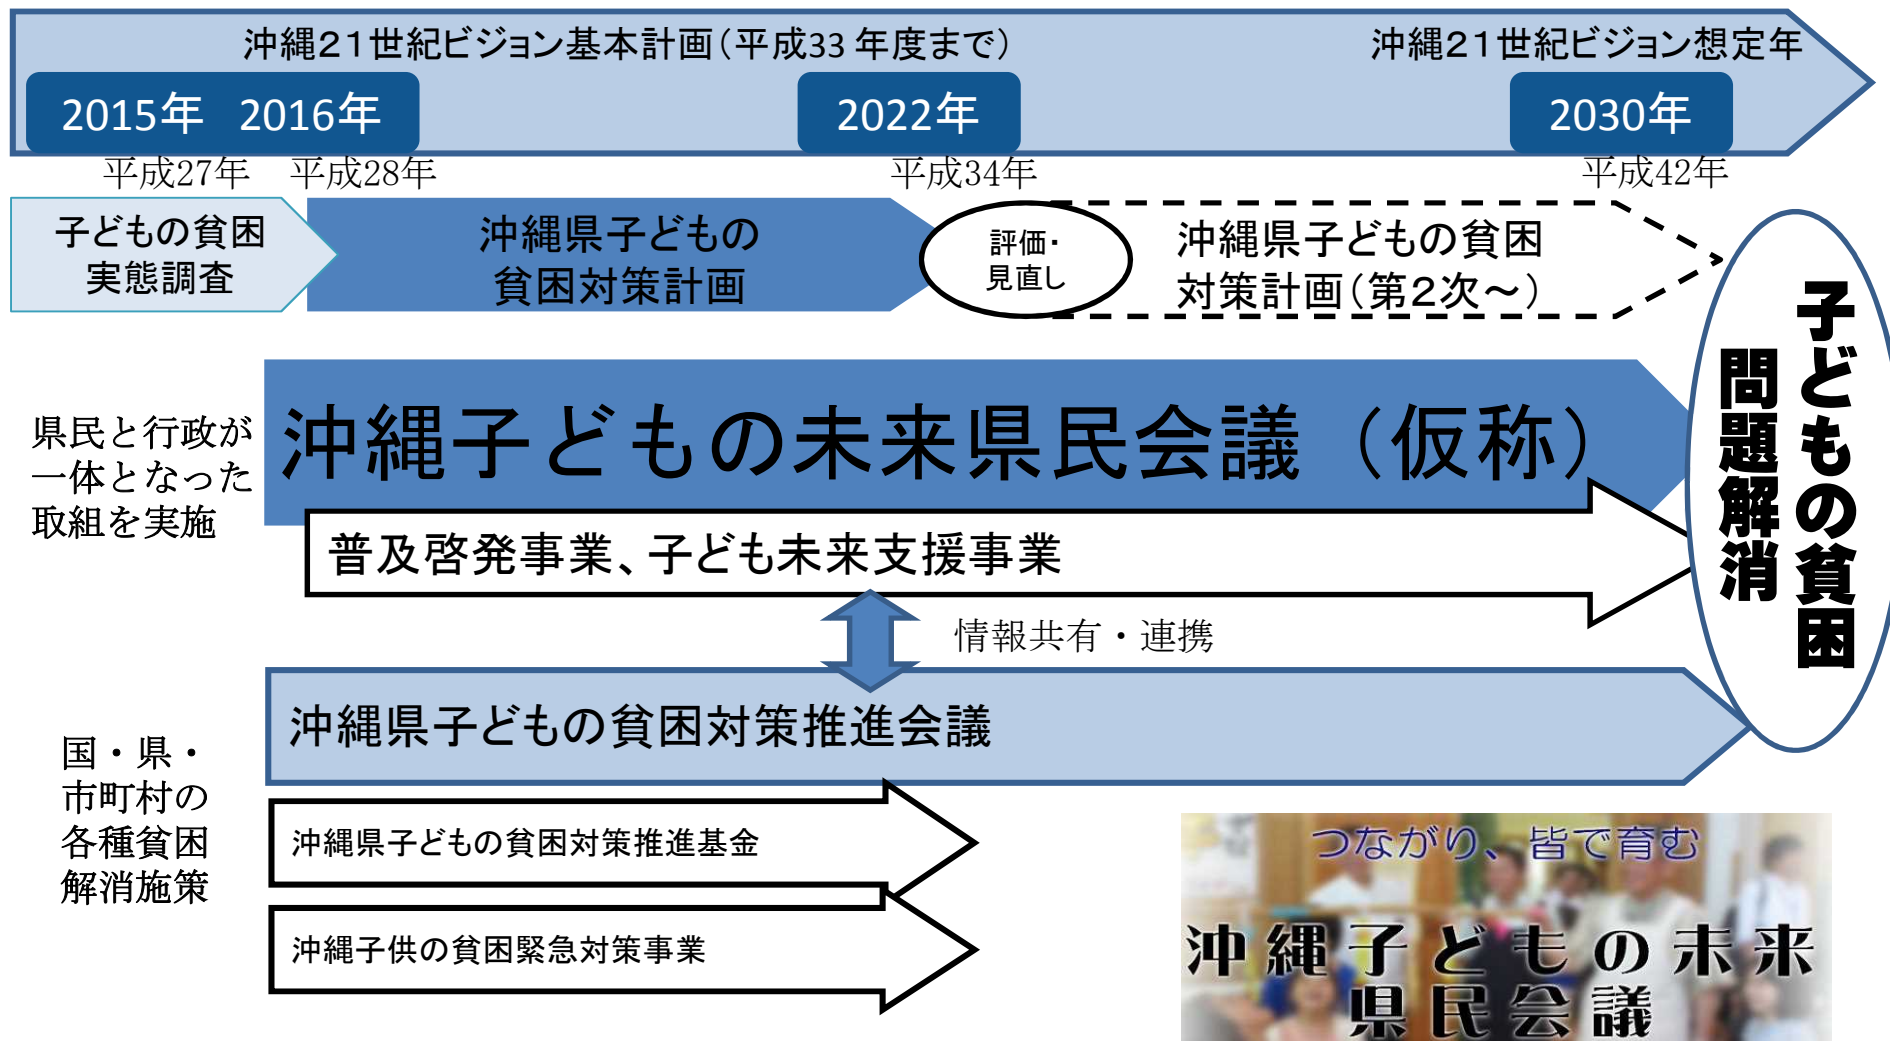 沖縄２１世紀ビジョン基本計画（平成33 年度まで）
沖縄２１世紀ビジョン想定年
2015年 2016年
2022年
2030年
平成27年 平成28年
平成34年
平成42年
子どもの貧困
実態調査
沖縄県子どもの
貧困対策計画
評価・
見直し
沖縄県子どもの貧困
対策計画（第２次～）
子どもの貧困
問題解消
県民と行政が
一体となった
取組を実施
沖縄子どもの未来県民会議（仮称）
普及啓発事業、子ども未来支援事業
情報共有・連携
国・県・
市町村の
各種貧困
解消施策
沖縄県子どもの貧困対策推進会議
沖縄県子どもの貧困対策推進基金
沖縄子供の貧困緊急対策事業
つながり、皆で育む
沖縄子どもの未来
県民会議